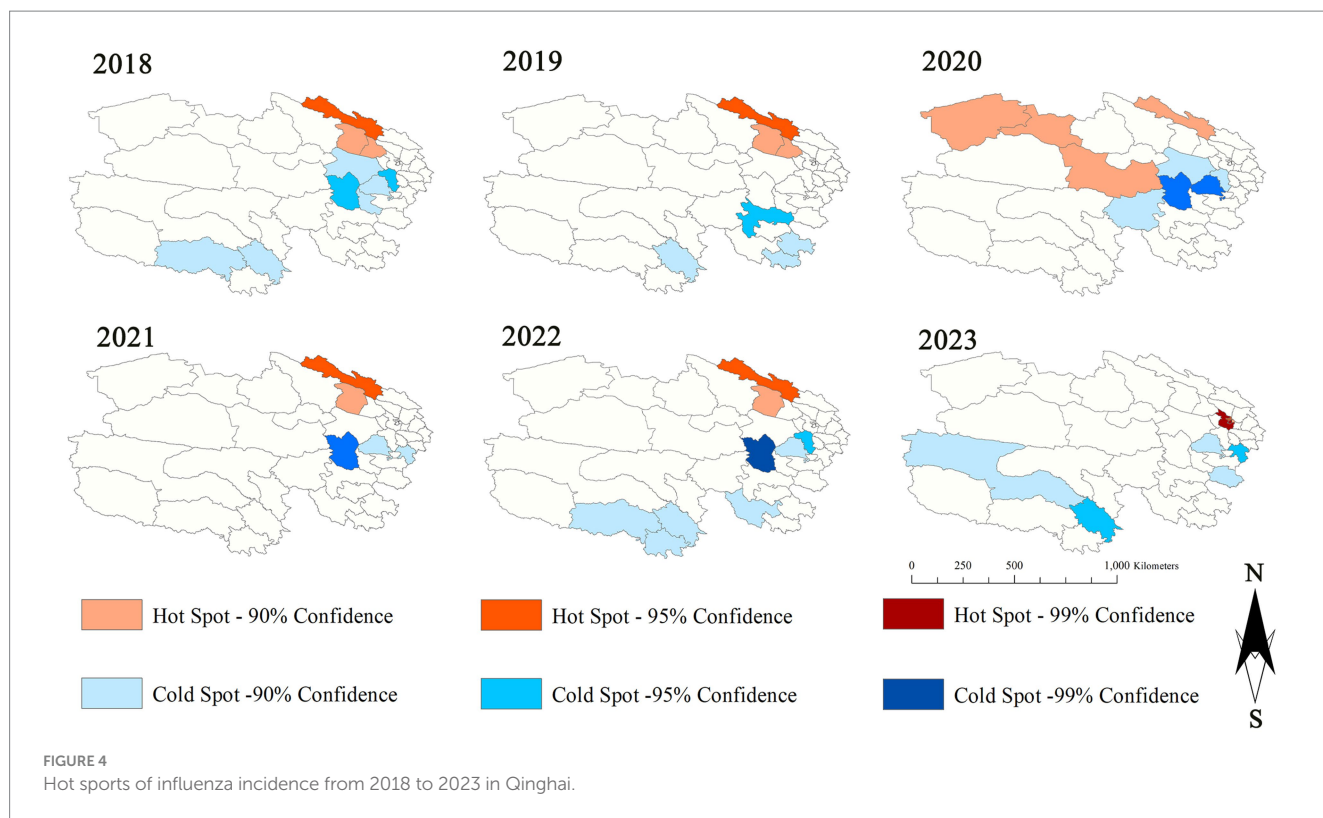 2018
2019
2020
2021
2022
2023
0 250 500 1,000 Kilometers
Hot Spot - 90% Confidence
Hot Spot - 95% Confidence
Hot Spot - 99% Confidence
Cold Spot -90% Confidence
Cold Spot -95% Confidence
Cold Spot -99% Confidence
N
S
FIGURE 4
Hot sports of influenza incidence from 2018 to 2023 in Qinghai.